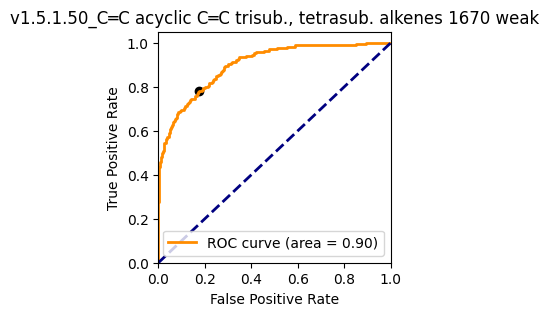 v1.5.1.50_C═C acyclic C═C trisub., tetrasub. alkenes 1670 weak
1.0
0.8
0.6
0.4
0.2
0.0
True Positive Rate
ROC curve (area = 0.90)
0.0 0.2 0.4 0.6 0.8 1.0
False Positive Rate